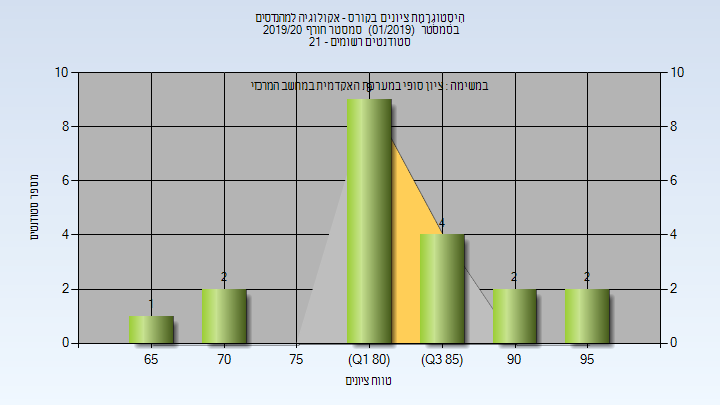 היסטוגרמת ציונים בקורס - אקולוגיה למהנדסים
בסמסטר (01/2019) סמסטר חורף 2019/20
סטודנטים רשומים - 21
במשימה : ציון סופי במערכת האקדמית במחשב המרכזי
10
8
6
4
2
0
10
8
6
4
2
0
מספר סטודנטים
1
2
9
4
2
2
65
70
75
(Q1 80)
(Q3 85)
90
95
טווח ציונים